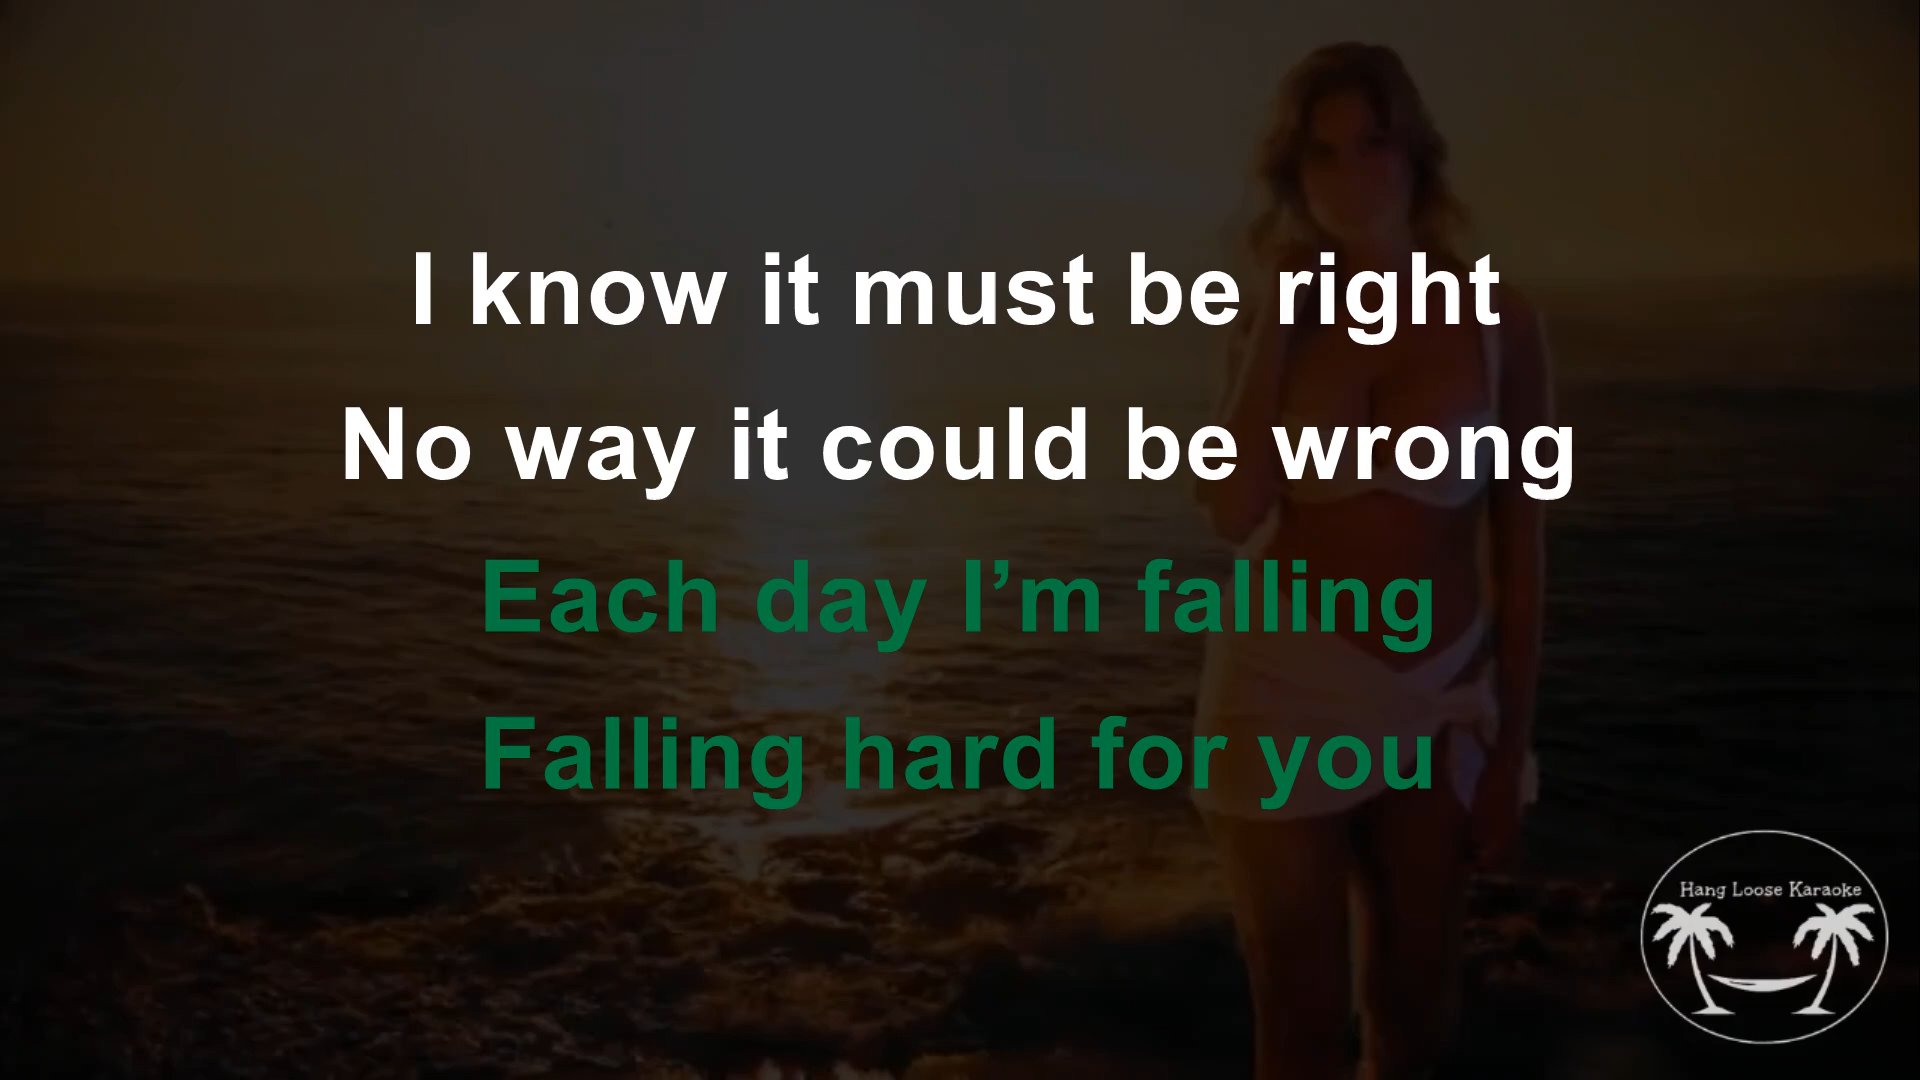 I know it must be right
No way it could be wrong
Each day I’m falling
Falling hard for you
Hang Loose Karaoke